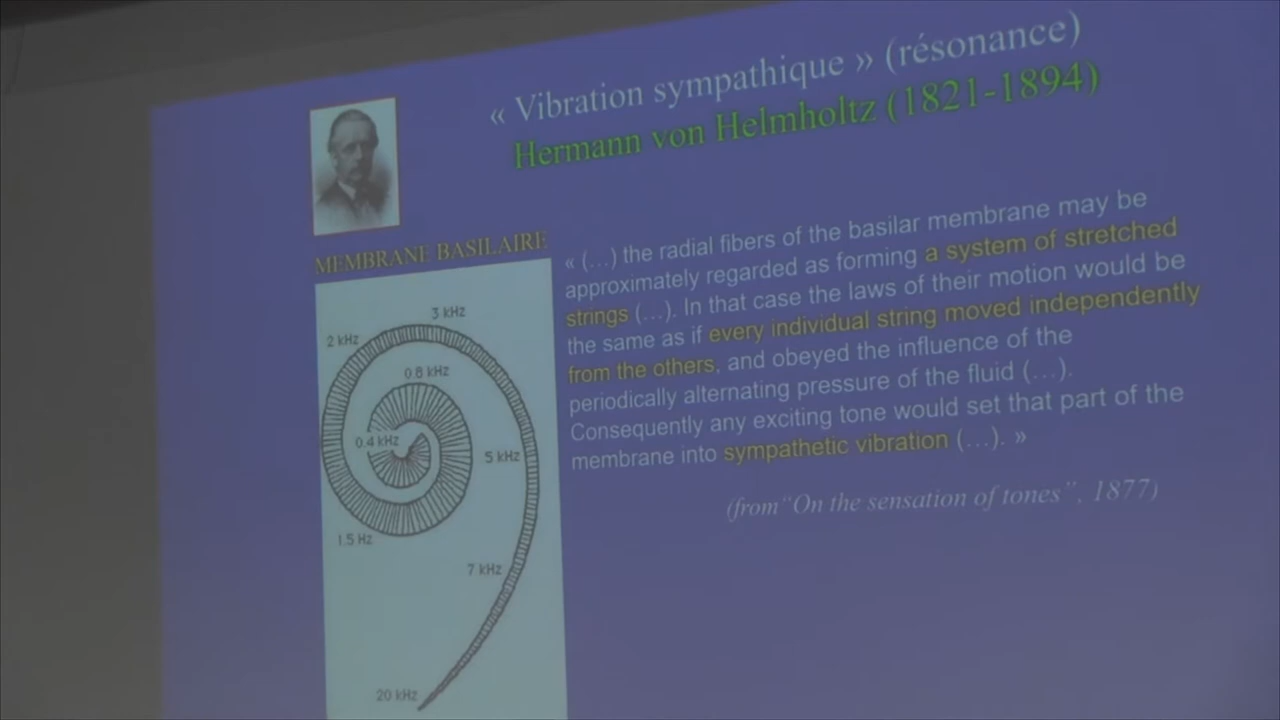 « Vibration sympathique » (résonance)
Hermann von Helmholtz (1821-1894)
MEMBRANE BASILAIRE
« (…) the radial fibers of the basilar membrane may be
approximately regarded as forming a system of stretched
strings (…). In that case the laws of their motion would be
the same as if every individual string moved independently
from the others, and obeyed the influence of the
periodically alternating pressure of the fluid (…).
Consequently any exciting tone would set that part of the
membrane into sympathetic vibration (…). »
(from "On the sensation of tones", 1877)
3 kHz
2 kHz
0.8 kHz
0.4 kHz
5 kHz
1.5 Hz
7 kHz
20 kHz